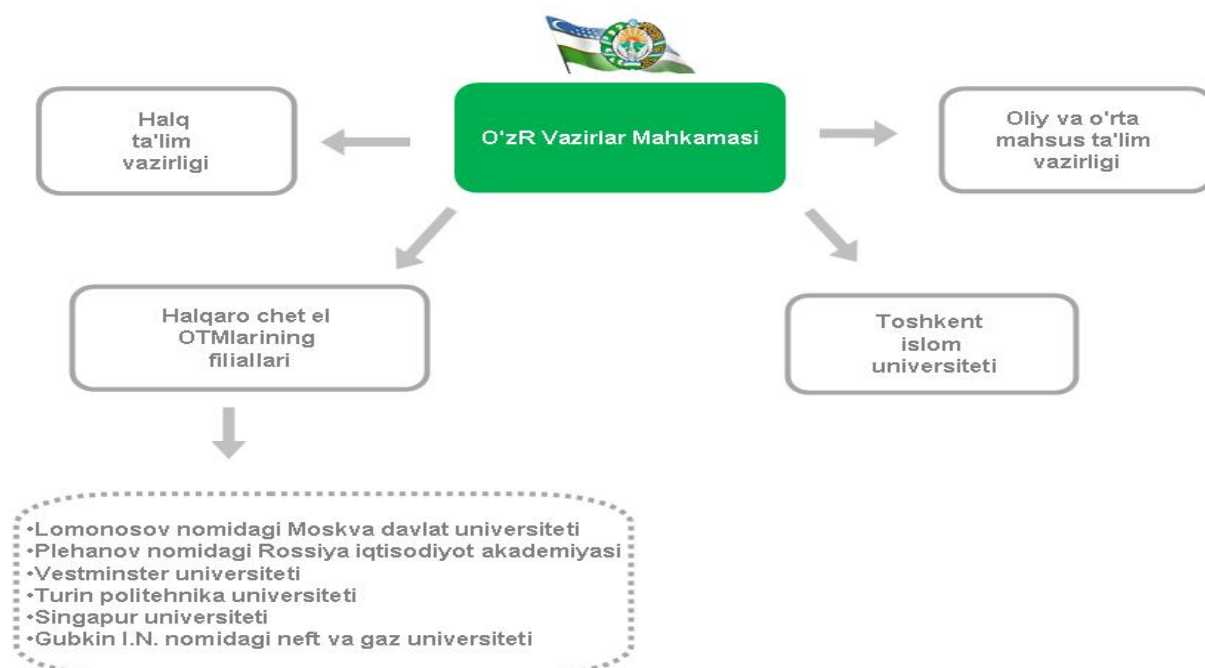 O'zR Vazirlar Mahkamasi
Halq
ta'lim
vazirligi
Oliy va o'rta
mahsus ta'lim
vazirligi
Halqaro chet el
OTMlarining
filiallari
Toshkent
islom
universiteti
•Lomonosov nomidagi Moskva davlat universiteti
•Plehanov nomidagi Rossiya iqtisodiyot akademiyasi
•Vestminster universiteti
•Turin politehnika universiteti
•Singapur universiteti
•Gubkin I.N. nomidagi neft va gaz universiteti